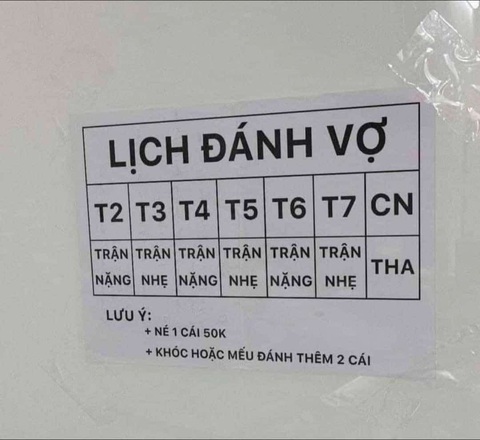 LỊCH ĐÁNH VỢ
T2 T3 T4 T5 T6 T7 CN
TRẬN NẶNG TRẬN NHẸ TRẬN NẶNG TRẬN NHẸ TRẬN NẶNG TRẬN NHẸ THA
LƯU Ý:
+ NÉ 1 CÁI 50K
+ KHÓC HOẶC MẾU ĐÁNH THÊM 2 CÁI